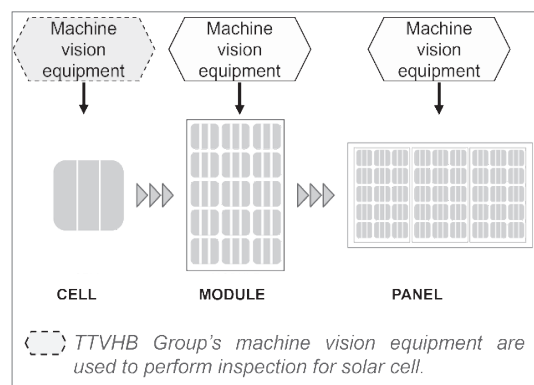 Machine
vision
equipment
Machine
vision
equipment
Machine
vision
equipment
CELL
MODULE
PANEL
TTVHB Group's machine vision equipment are
used to perform inspection for solar cell.